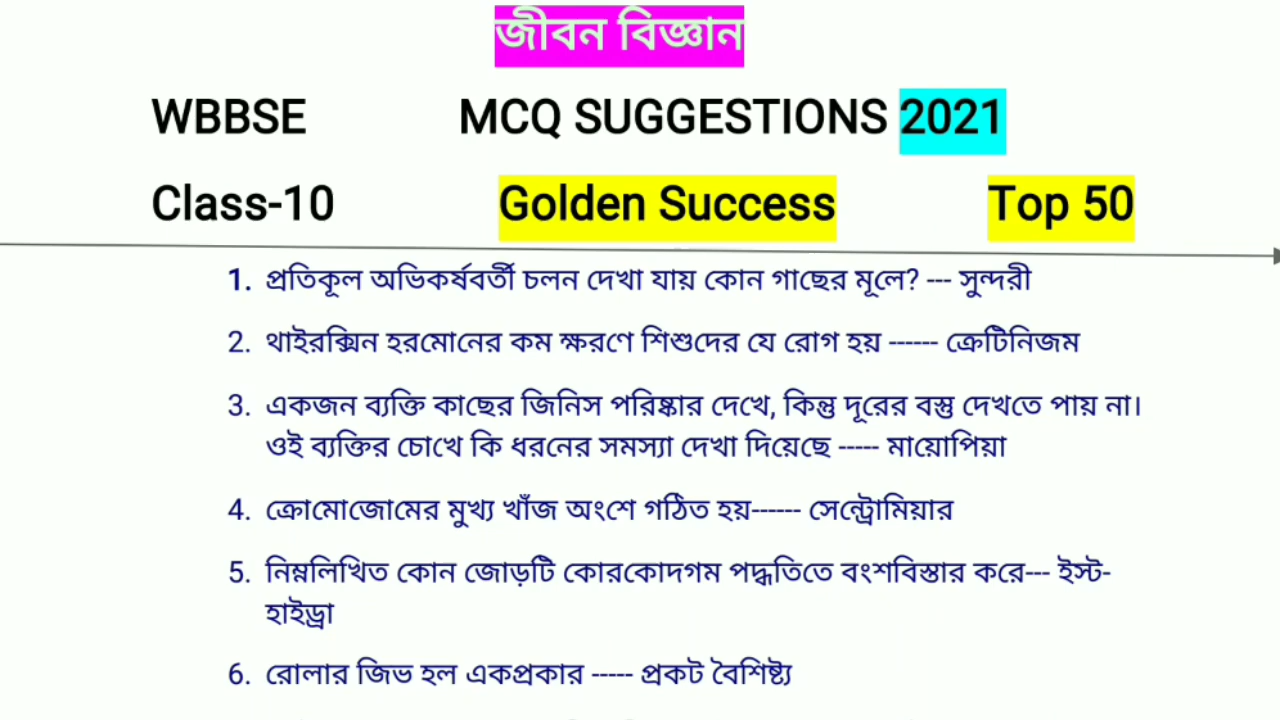 জীবন বিজ্ঞান
WBBSE MCQ SUGGESTIONS 2021
Class-10 Golden Success Top 50
1. প্রতিকূল অভিকর্ষবর্তী চলন দেখা যায় কোন গাছের মূলে? --- সুন্দরী
2. থাইরক্সিন হরমোনের কম ক্ষরণে শিশুদের যে রোগ হয় ------ ক্রেটিনিজম
3. একজন ব্যক্তি কাছের জিনিস পরিষ্কার দেখে, কিন্তু দূরের বস্তু দেখতে পায় না।
ওই ব্যক্তির চোখে কি ধরনের সমস্যা দেখা দিয়েছে ----- মায়োপিয়া
4. ক্রোমোজোমের মুখ্য খাঁজ অংশে গঠিত হয়------ সেন্ট্রোমিয়ার
5. নিম্নলিখিত কোন জোড়টি কোরকোদগম পদ্ধতিতে বংশবিস্তার করে--- ইস্ট-
হাইড্রা
6. রোলার জিভ হল একপ্রকার ----- প্রকট বৈশিষ্ট্য